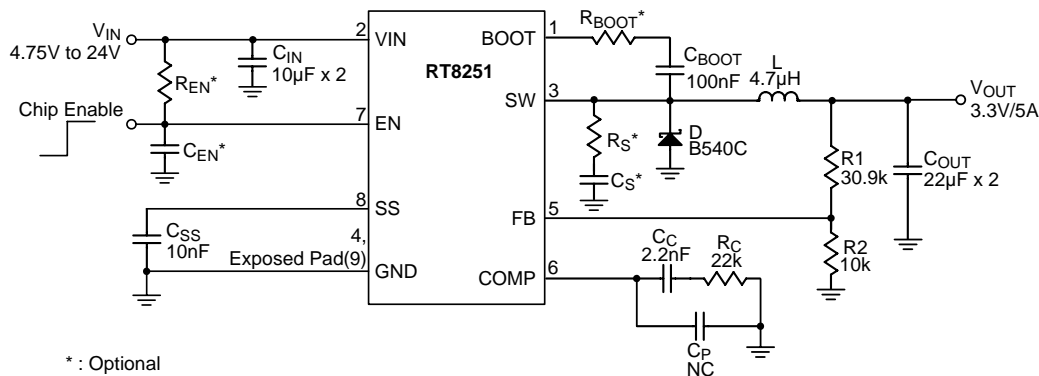 VIN
4.75V to 24V
REN*
CIN
10µF x 2
Chip Enable
CEN*
CSS
10nF
Exposed Pad(9)
2
7
8
4,
VIN
EN
SS
GND
RT8251
BOOT
SW
FB
COMP
1
3
5
6
RBOOT*
CBOOT
100nF
L
4.7µH
VOUT
3.3V/5A
RS*
CS*
D
B540C
R1
30.9k
COUT
22µF x 2
R2
10k
CC
2.2nF
RC
22k
CP
NC
* : Optional